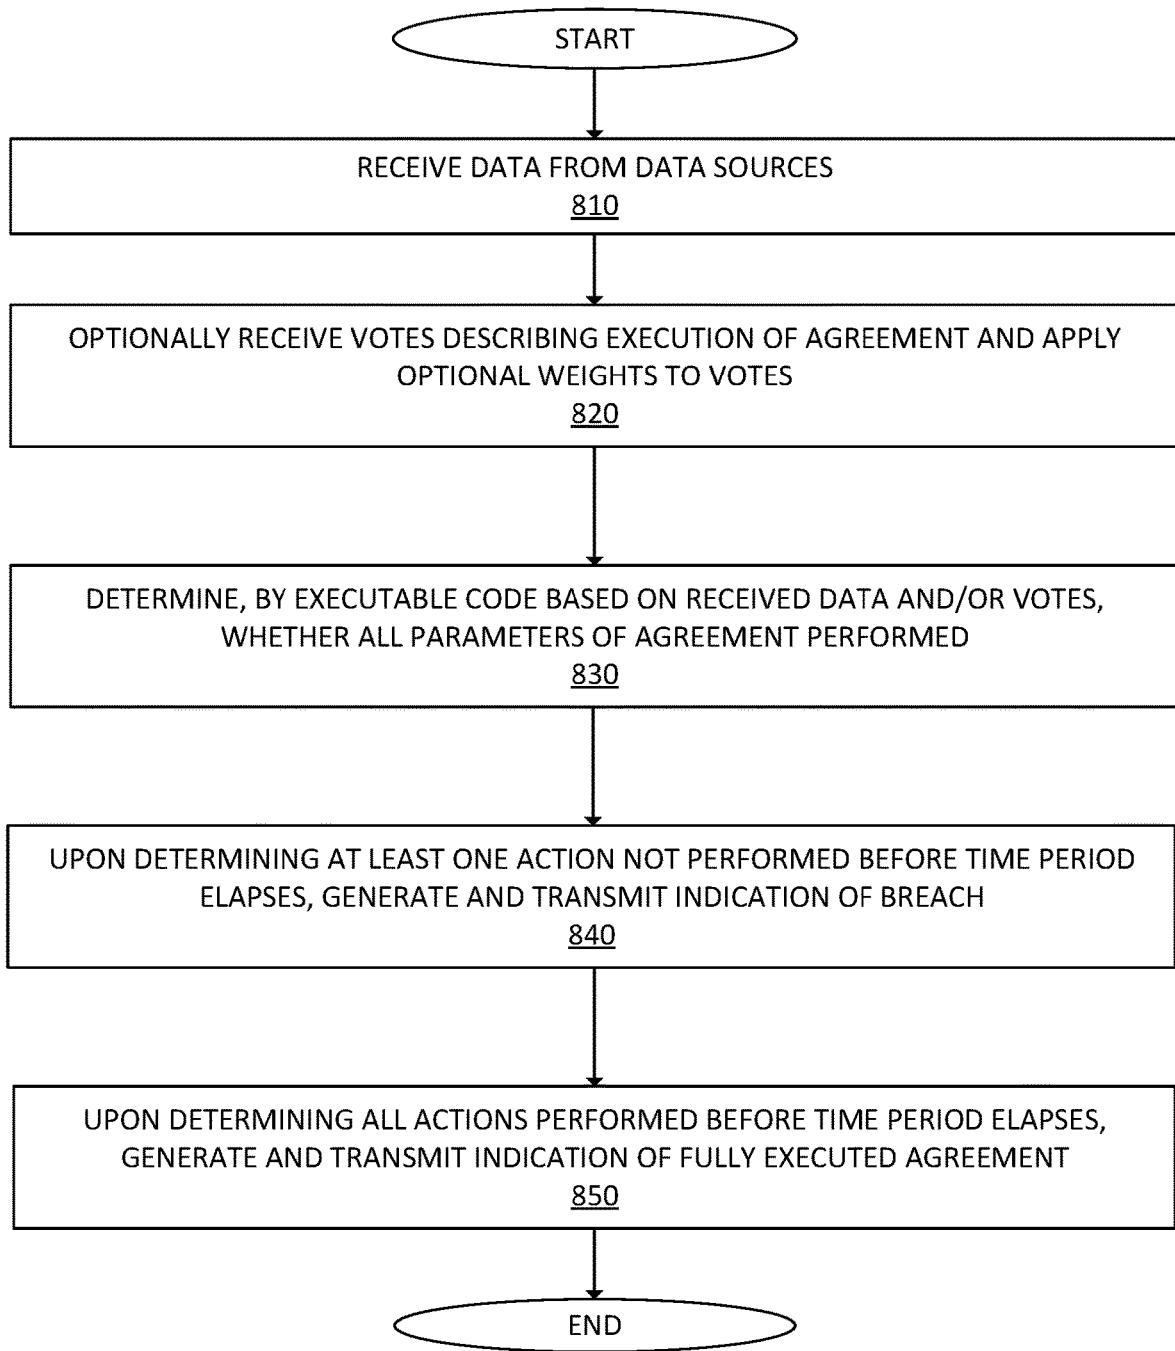 START
RECEIVE DATA FROM DATA SOURCES
810
OPTIONALLY RECEIVE VOTES DESCRIBING EXECUTION OF AGREEMENT AND APPLY
OPTIONAL WEIGHTS TO VOTES
820
DETERMINE, BY EXECUTABLE CODE BASED ON RECEIVED DATA AND/OR VOTES,
WHETHER ALL PARAMETERS OF AGREEMENT PERFORMED
830
UPON DETERMINING AT LEAST ONE ACTION NOT PERFORMED BEFORE TIME PERIOD
ELAPSES, GENERATE AND TRANSMIT INDICATION OF BREACH
840
UPON DETERMINING ALL ACTIONS PERFORMED BEFORE TIME PERIOD ELAPSES,
GENERATE AND TRANSMIT INDICATION OF FULLY EXECUTED AGREEMENT
850
END